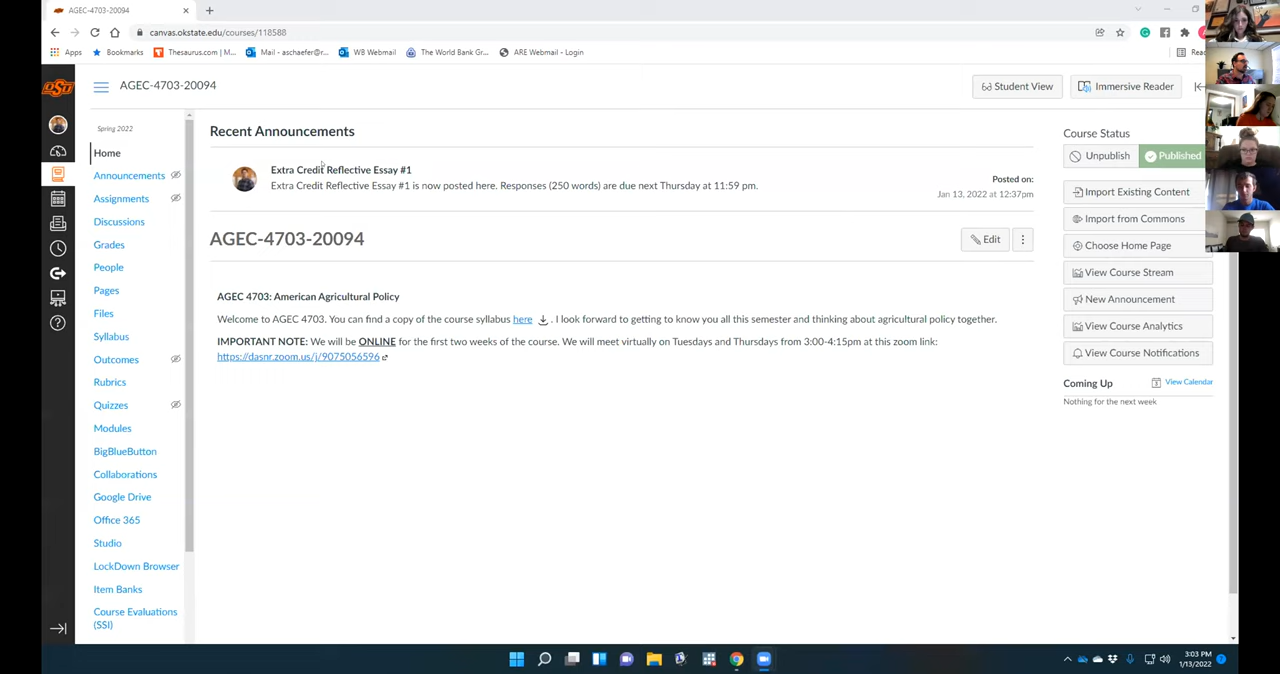 AGEC-4703-20094
canvas.okstate.edu/courses/118588
Apps
Bookmarks
Thesaurus.com | M...
Mail - aschaefer@r...
WB Webmail
The World Bank Gr...
ARE Webmail - Login
OSU
AGEC-4703-20094
Student View
Immersive Reader
Spring 2022
Home
Announcements
Assignments
Discussions
Grades
People
Pages
Files
Syllabus
Outcomes
Rubrics
Quizzes
Modules
BigBlueButton
Collaborations
Google Drive
Office 365
Studio
LockDown Browser
Item Banks
Course Evaluations
(SSI)
Recent Announcements
Extra Credit Reflective Essay #1
Extra Credit Reflective Essay #1 is now posted here. Responses (250 words) are due next Thursday at 11:59 pm.
Posted on:
Jan 13, 2022 at 12:37pm
AGEC-4703-20094
Edit
AGEC 4703: American Agricultural Policy
Welcome to AGEC 4703. You can find a copy of the course syllabus here . I look forward to getting to know you all this semester and thinking about agricultural policy together.
IMPORTANT NOTE: We will be ONLINE for the first two weeks of the course. We will meet virtually on Tuesdays and Thursdays from 3:00-4:15pm at this zoom link:
https://dasnr.zoom.us/j/9075056596
Course Status
Unpublish
Published
Import Existing Content
Import from Commons
Choose Home Page
View Course Stream
New Announcement
View Course Analytics
View Course Notifications
Coming Up
View Calendar
Nothing for the next week
3:03 PM
1/13/2022